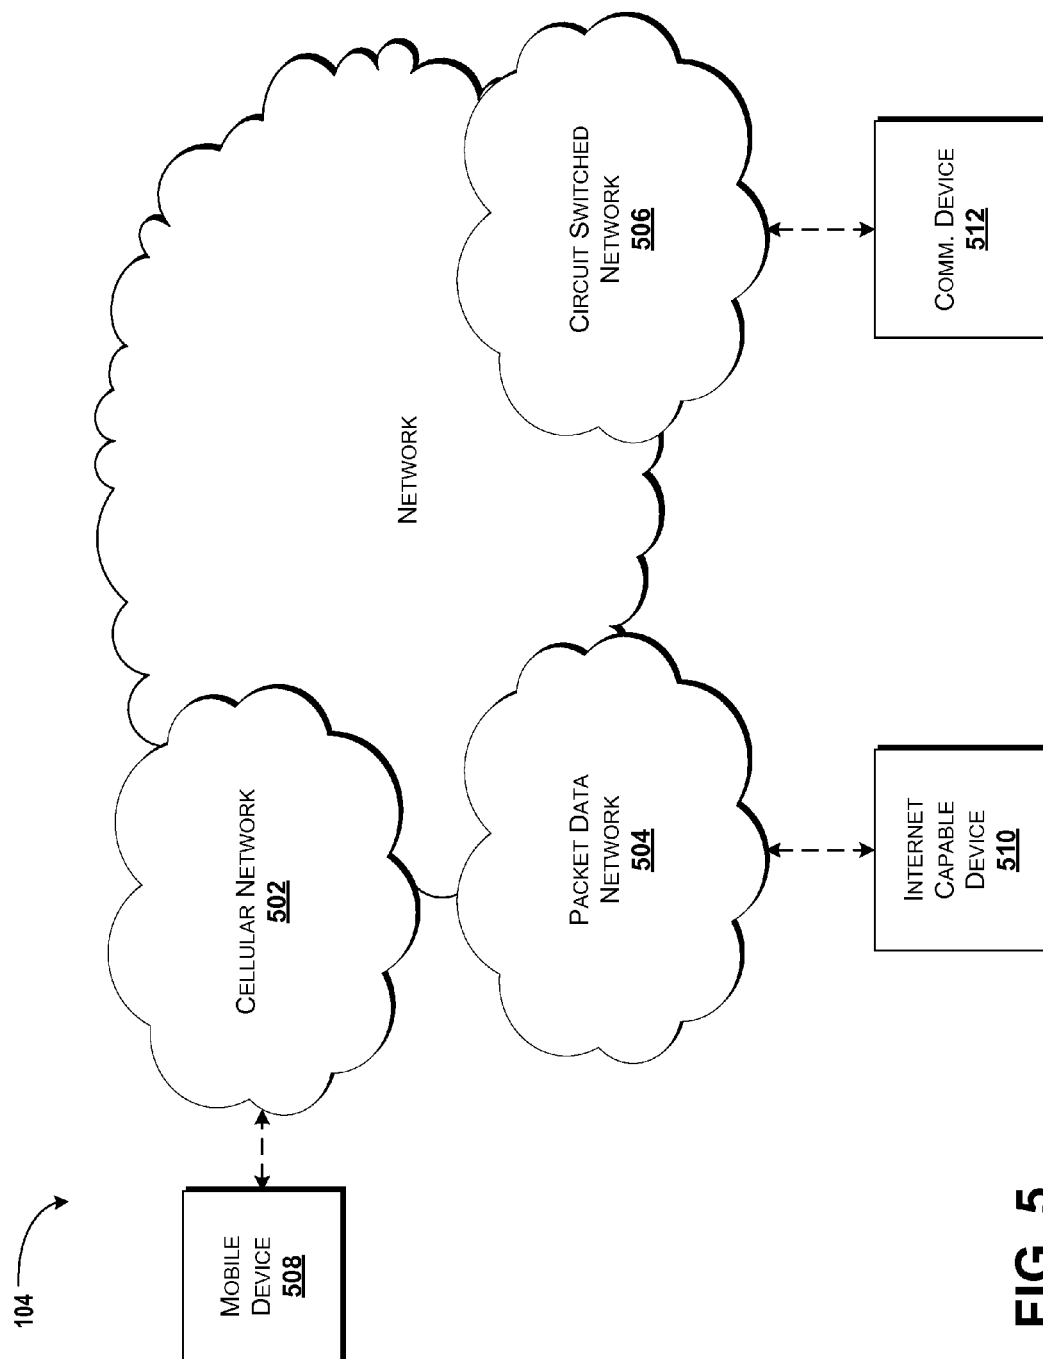 104
MOBILE
DEVICE
508
CELLULAR NETWORK
502
NETWORK
PACKET DATA
NETWORK
504
CIRCUIT SWITCHED
NETWORK
506
INTERNET
CAPABLE
DEVICE
510
COMM. DEVICE
512
FIG. 5